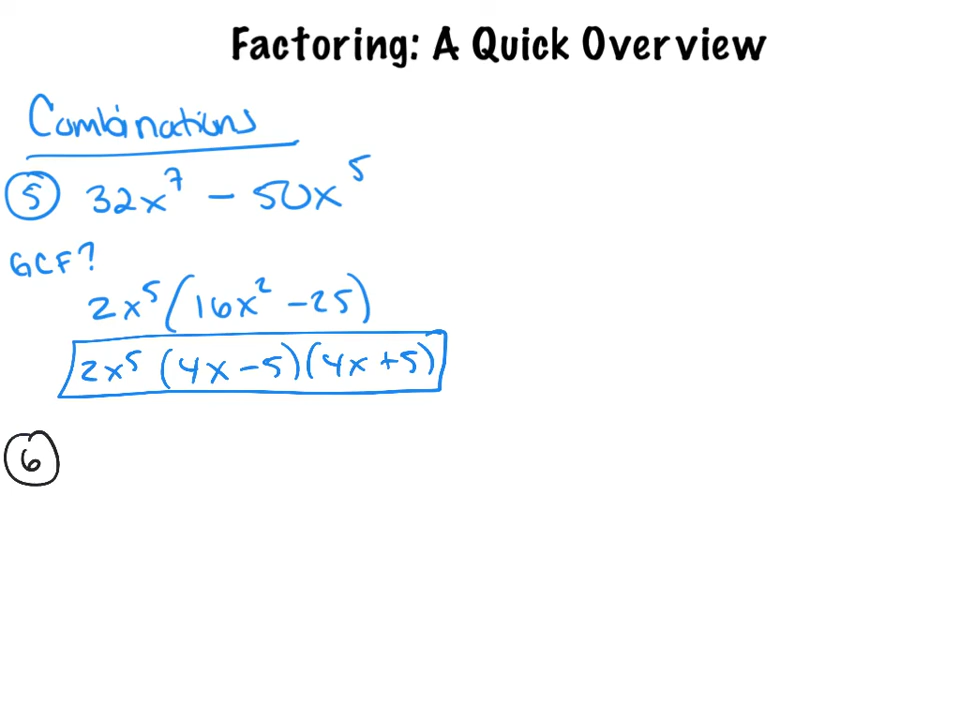 Factoring: A Quick Overview
Combinations
⑤ 32x⁷ - 50x⁵
GCF?
2x⁵(16x² - 25)
2x⁵ (4x - 5)(4x + 5)
⑥